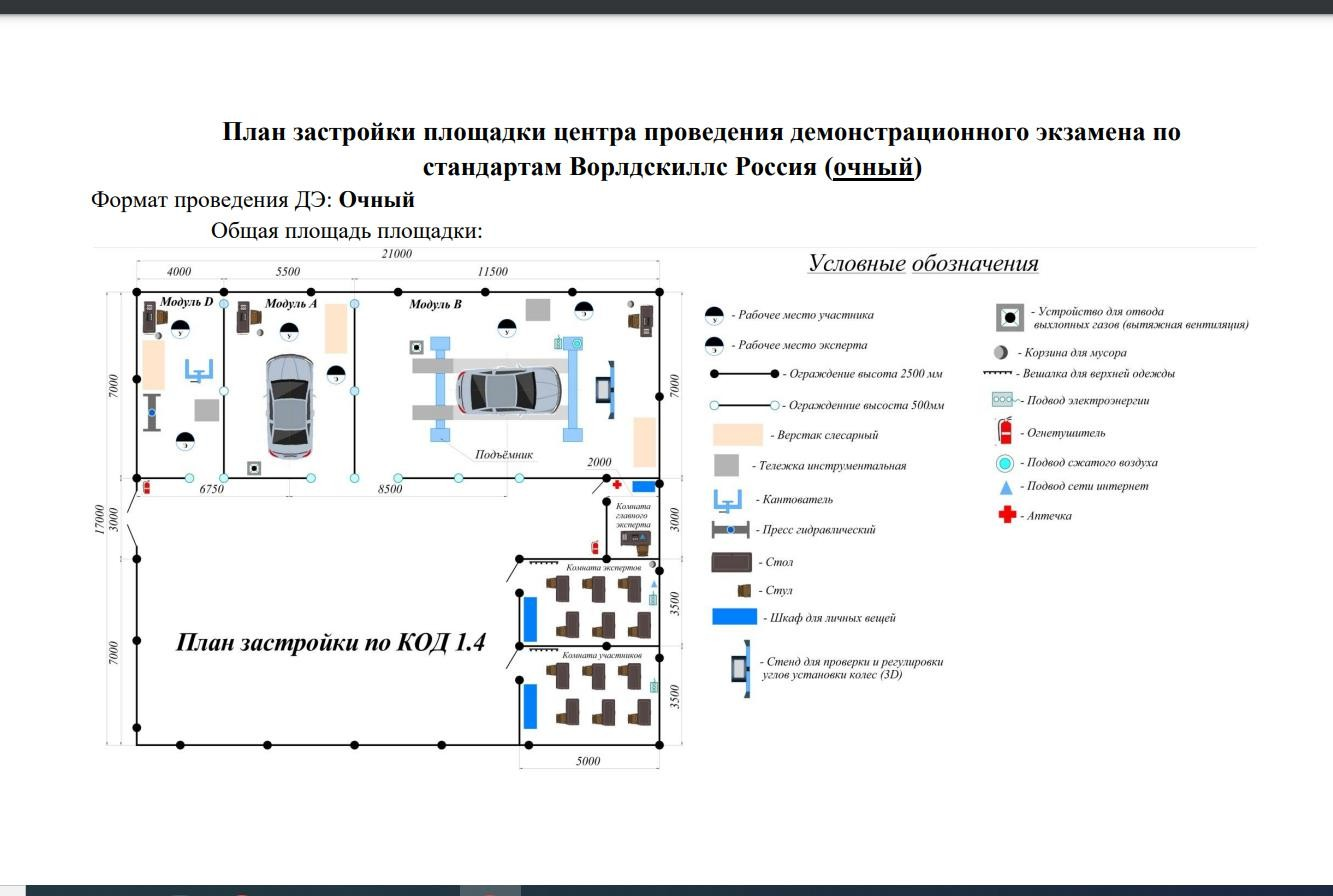 План застройки площадки центра проведения демонстрационного экзамена по
стандартам Ворлдскиллс Россия (очный)
Формат проведения ДЭ: Очный
Общая площадь площадки:
21000
4000
5500
11500
Модуль D
Модуль A
Модуль B
У
У
У
Э
Э
Э
7000
7000
Подъёмник
2000
6750
8500
17000
3000
3000
Комната
главного
эксперта
Комната экспертов
3500
План застройки по КОД 1.4
7000
Комната участников
3500
5000
Условные обозначения
У
- Рабочее место участника
Э
- Рабочее место эксперта
- Ограждение высота 2500 мм
- Огражденние высоста 500мм
- Верстак слесарный
- Тележка инструментальная
- Кантователь
- Пресс гидравлический
- Стол
- Стул
- Шкаф для личных вещей
- Стенд для проверки и регулировки
углов установки колес (3D)
- Устройство для отвода
выхлопных газов (вытяжная вентиляция)
- Корзина для мусора
- Вешалка для верхней одежды
- Подвод электроэнергии
- Огнетушитель
- Подвод сжатого воздуха
- Подвод сети интернет
- Аптечка